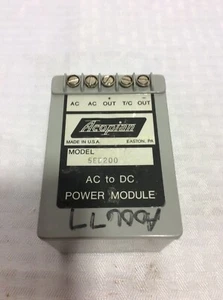 + -
AC AC OUT T/C OUT
Acopian
MADE IN U.S.A. EASTON, PA
MODEL
5EC200
AC to DC
POWER MODULE